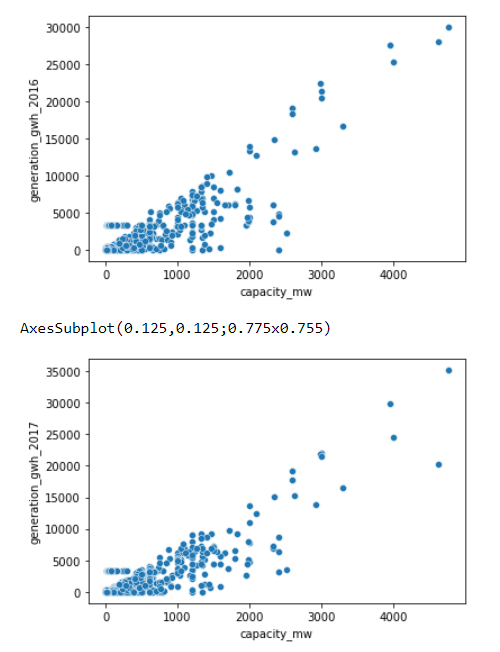 30000
25000
20000
15000
10000
5000
0
generation_gwh_2016
0 1000 2000 3000 4000
capacity_mw
AxesSubplot(0.125,0.125;0.775x0.755)
35000
30000
25000
20000
15000
10000
5000
0
generation_gwh_2017
0 1000 2000 3000 4000
capacity_mw